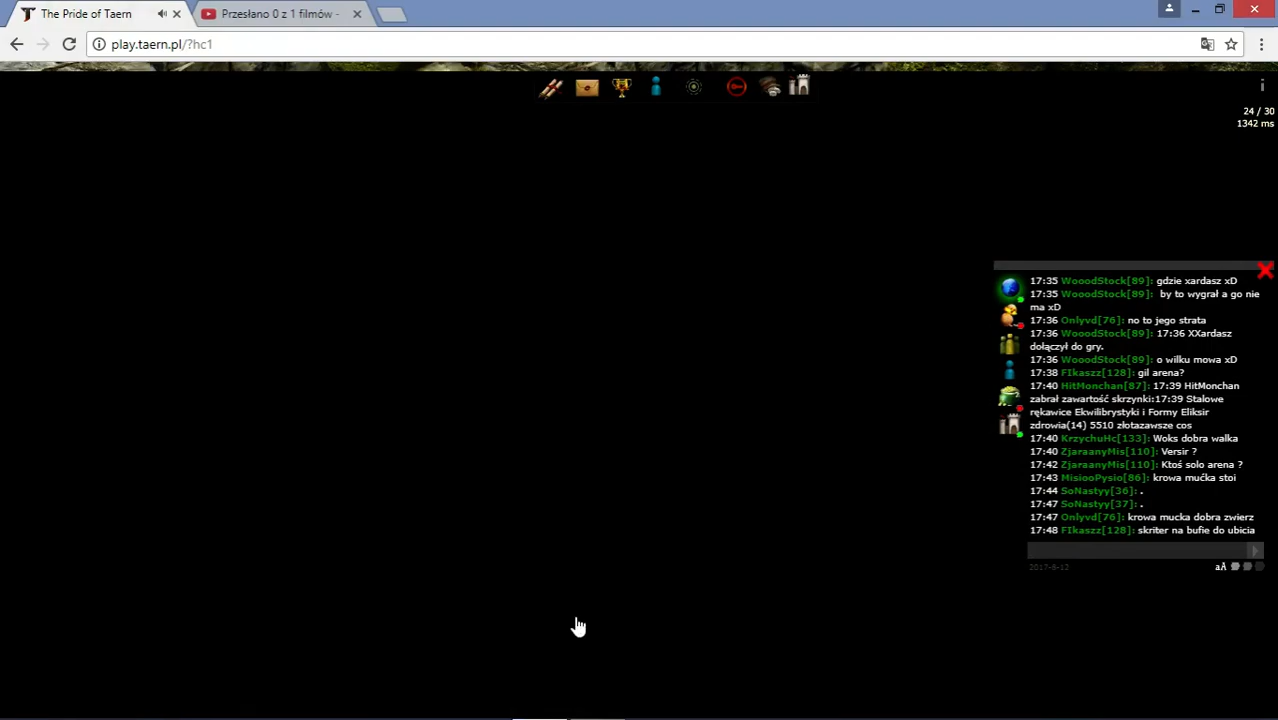 The Pride of Taern
Przesłano 0 z 1 filmów -
play.taern.pl/?hc1
24 / 30
1342 ms
17:35 WooodStock[89]: gdzie xardasz xD
17:35 WooodStock[89]: by to wygrał a go nie
ma xD
17:36 Onlyvd[76]: no to jego strata
17:36 WooodStock[89]: 17:36 XXardasz
dołączył do gry.
17:36 WooodStock[89]: o wilku mowa xD
17:38 FIkaszz[128]: gil arena?
17:40 HitMonchan[87]: 17:39 HitMonchan
zabrał zawartość skrzynki:17:39 Stalowe
rękawice Ekwilibrystyki i Formy Eliksir
zdrowia(14) 5510 złotazawsze cos
17:40 KrzychuHc[133]: Woks dobra walka
17:40 ZjaraanyMis[110]: Versir ?
17:42 ZjaraanyMis[110]: Ktoś solo arena ?
17:43 MisiooPysio[86]: krowa mućka stoi
17:44 SoNastyy[36]: .
17:47 SoNastyy[37]: .
17:47 Onlyvd[76]: krowa mucka dobra zwierz
17:48 FIkaszz[128]: skriter na bufie do ubicia
2017-8-12
aA